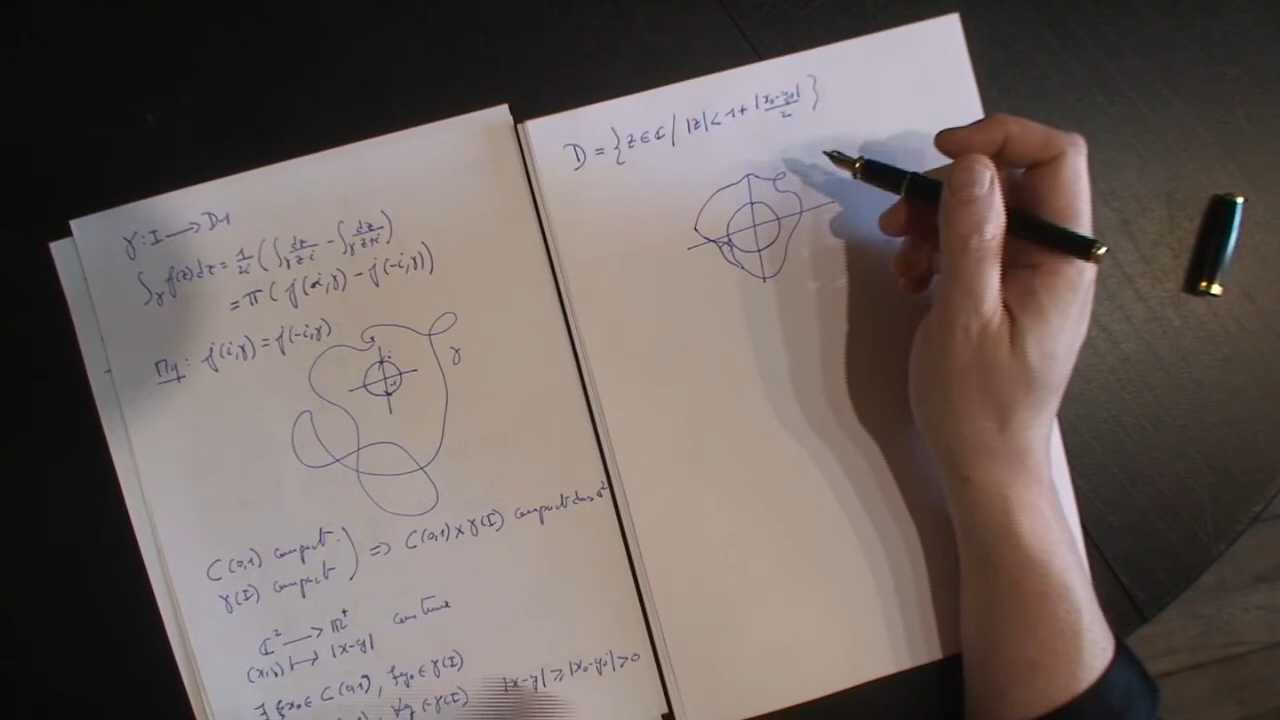 γ : I → D1
∫γ f(z)dz = 1/2i (∫γ dz/z-i - ∫γ dz/z+i)
= π( j(i,γ) - j(-i,γ))
Mq : j(i,γ) = j(-i,γ)
i
γ
C(0,1) compact.
γ(I) compact
⇒ C(0,1) × γ(I) compact dans ℂ²
ℂ² → ℝ⁺ continue
(x,y) ↦ |x-y|
∃ x₀ ∈ C(0,1), ∃ y₀ ∈ γ(I)
∀y ∈ γ(I) |x-y| ≥ |x₀-y₀| > 0
D = {z ∈ ℂ / |z| < 1 + |x₀-y₀|/2}